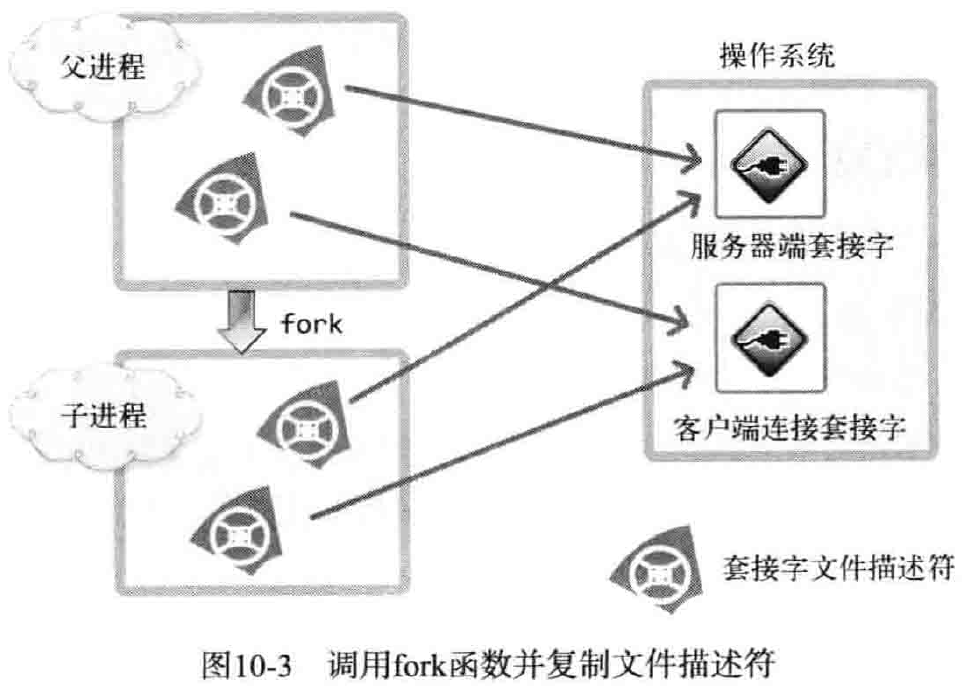 父进程
操作系统
服务器端套接字
fork
子进程
客户端连接套接字
套接字文件描述符
图10-3 调用fork函数并复制文件描述符